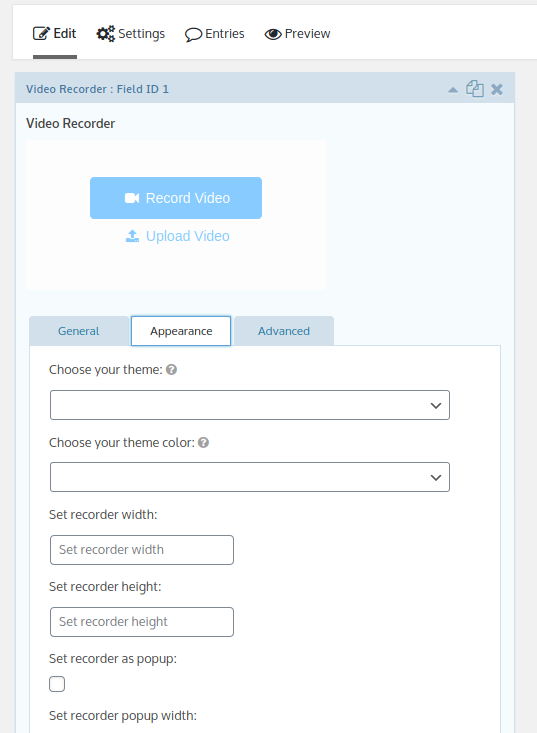 Edit Settings Entries Preview
Video Recorder : Field ID 1
Video Recorder
Record Video
Upload Video
General Appearance Advanced
Choose your theme:
Choose your theme color:
Set recorder width:
Set recorder width
Set recorder height:
Set recorder height
Set recorder as popup:
Set recorder popup width: